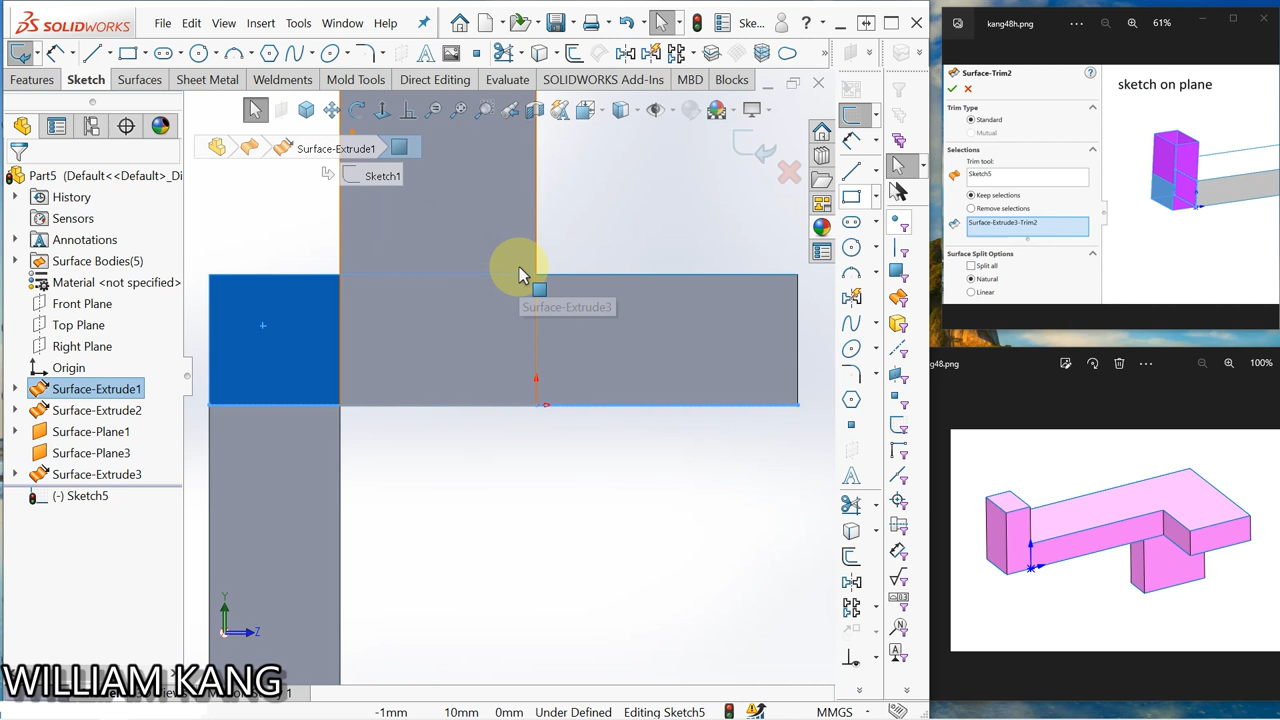 SOLIDWORKS
File
Edit
View
Insert
Tools
Window
Help
Ske...
?
Features
Sketch
Surfaces
Sheet Metal
Weldments
Mold Tools
Direct Editing
Evaluate
SOLIDWORKS Add-Ins
MBD
Blocks
Surface-Extrude1
Sketch1
Part5 (Default<<Default>_Di
History
Sensors
Annotations
Surface Bodies(5)
Material <not specified>
Front Plane
Top Plane
Right Plane
Origin
Surface-Extrude1
Surface-Extrude2
Surface-Plane1
Surface-Plane3
Surface-Extrude3
(-) Sketch5
Surface-Extrude3
Y
Z
WILLIAM KANG
-1mm
10mm
0mm
Under Defined
Editing Sketch5
MMGS
kang48h.png
61%
Surface-Trim2
sketch on plane
Trim Type
Standard
Mutual
Selections
Trim tool:
Sketch5
Keep selections
Remove selections
Surface-Extrude3-Trim2
Surface Split Options
Split all
Natural
Linear
g48.png
100%